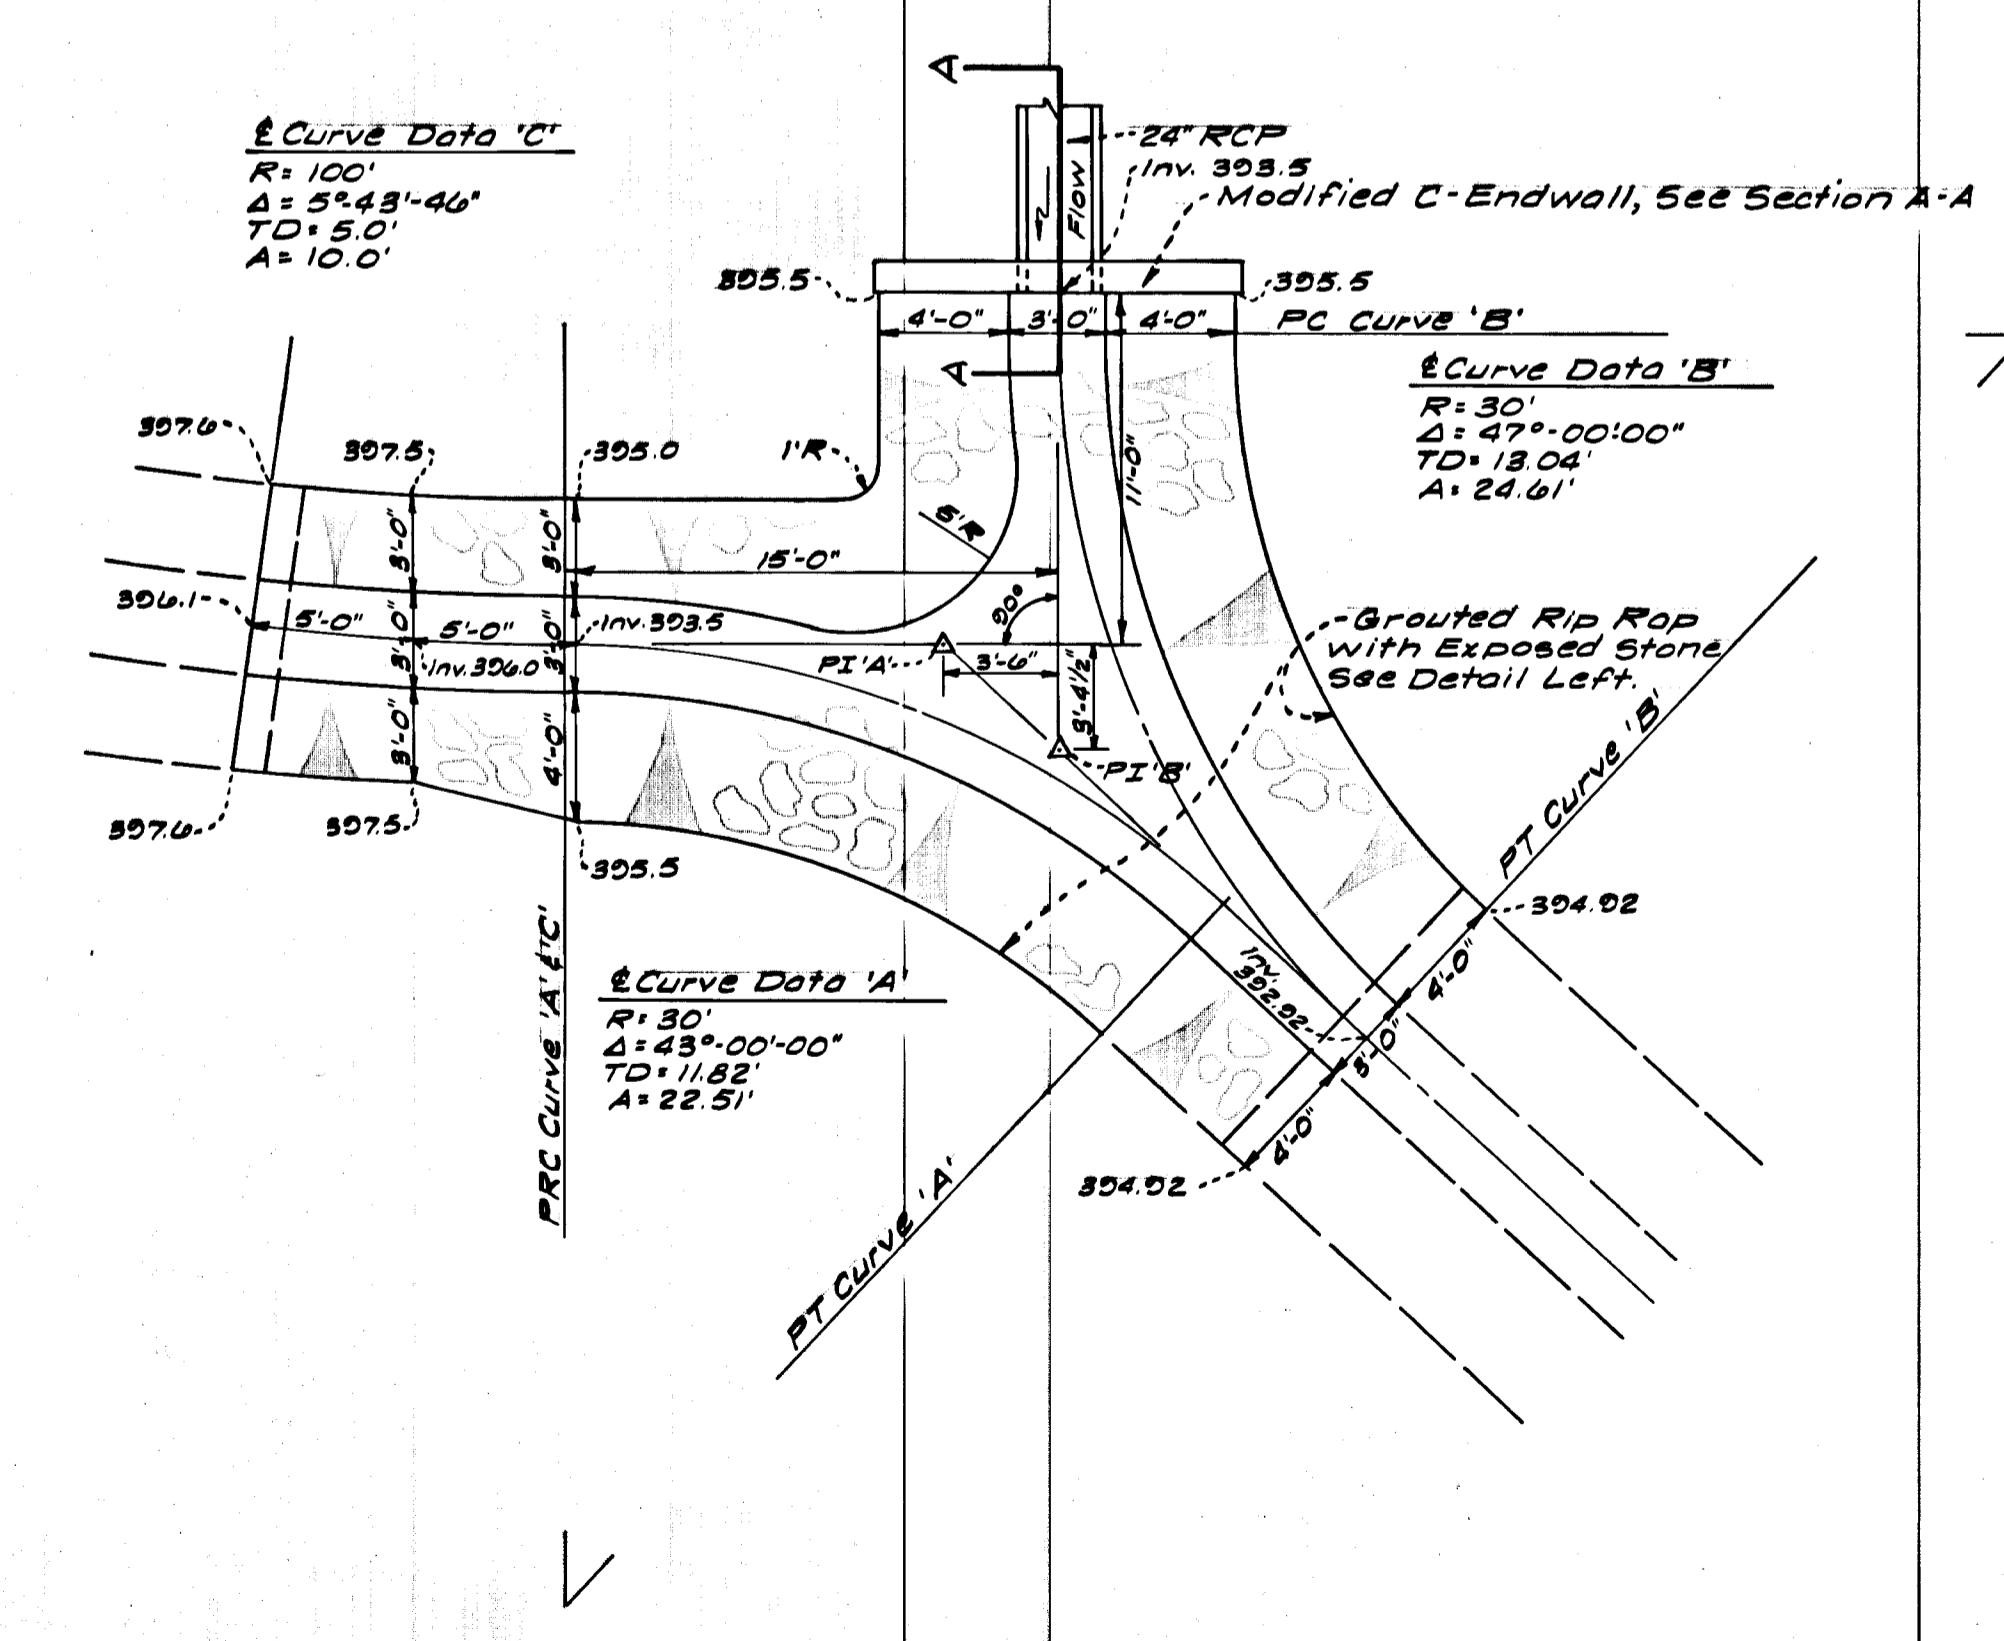 A
℄ Curve Data 'C'
R= 100'
Δ= 5°-43'-46"
TD= 5.0'
A= 10.0'
24" RCP
Inv. 393.5
Modified C-Endwall, See Section A-A
Flow
395.5
395.5
4'-0"
3'-0"
4'-0"
PC Curve 'B'
A
℄ Curve Data 'B'
R= 30'
Δ= 47°-00'00"
TD= 13.04'
A= 24.61'
397.6
397.5
395.0
1'R
11'-0"
5'R
3'-0"
3'-0"
15'-0"
90°
396.1
5'-0"
5'-0"
3'-0"
3'-0"
Inv. 393.5
Inv. 396.0
PI 'A'
3'-6"
3'-4 1/2"
Grouted Rip Rap
with Exposed Stone
See Detail Left.
3'-0"
4'-0"
PI 'B'
397.6
397.5
395.5
PT Curve 'B'
394.92
4'-0"
Inv.
392.92
3'-0"
4'-0"
394.92
PRC Curve 'A' & 'C'
℄ Curve Data 'A'
R= 30'
Δ= 43°-00'-00"
TD= 11.82'
A= 22.51'
PT Curve 'A'